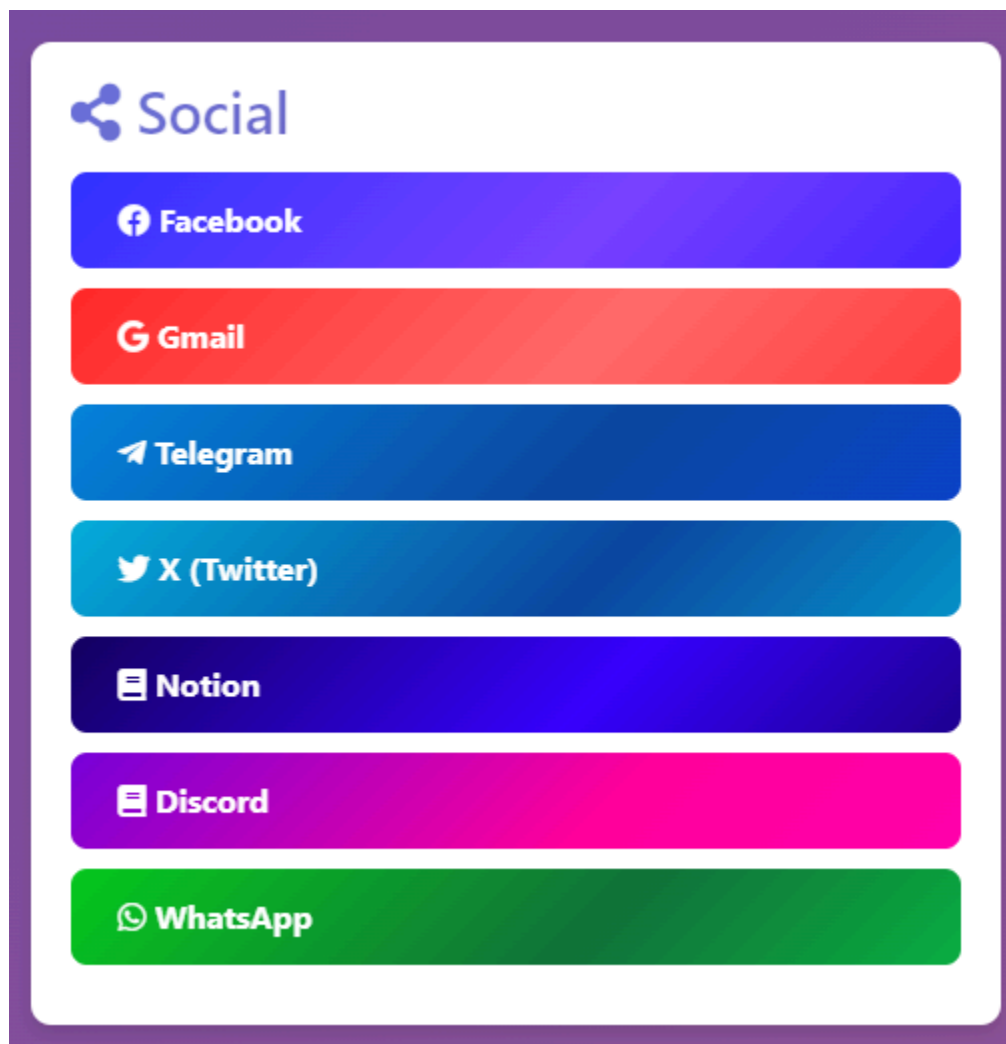 Social
Facebook
Gmail
Telegram
X (Twitter)
Notion
Discord
WhatsApp